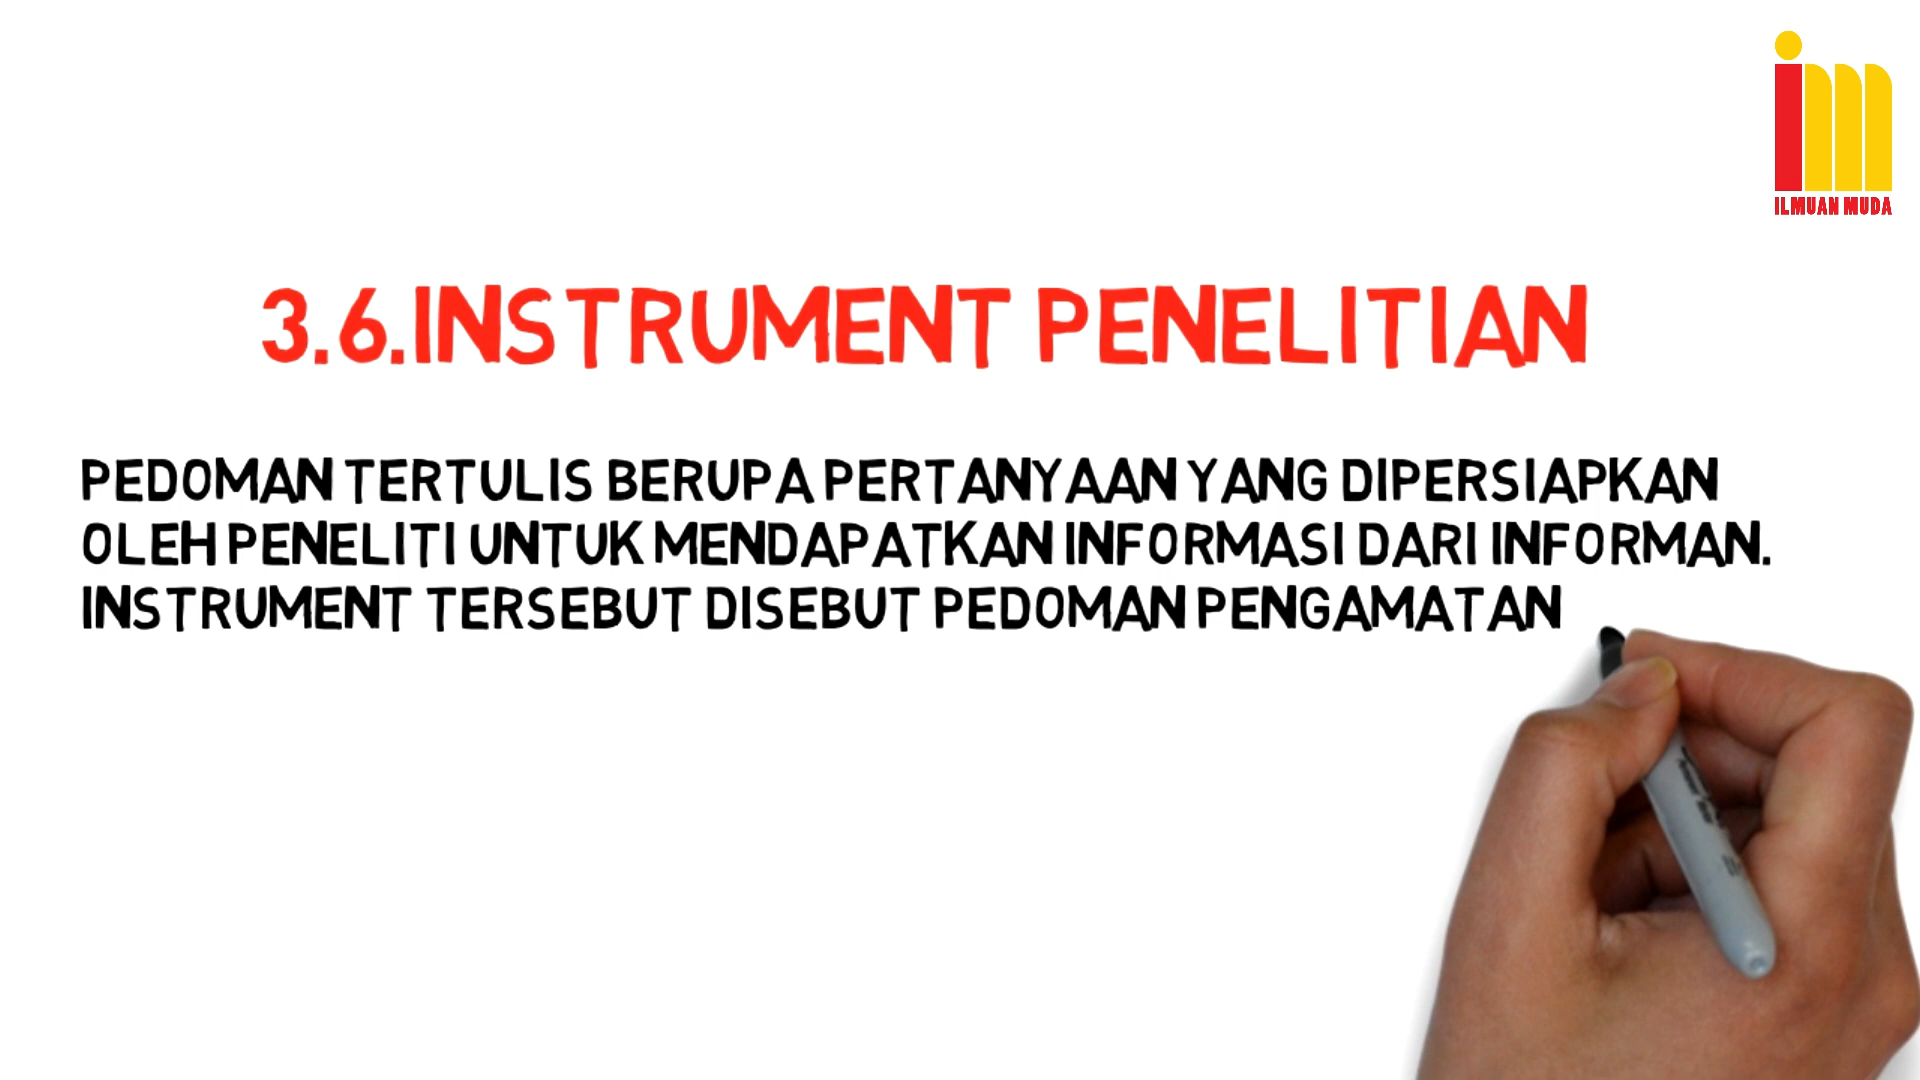 ILMUAN MUDA
3.6.INSTRUMENT PENELITIAN
PEDOMAN TERTULIS BERUPA PERTANYAAN YANG DIPERSIAPKAN
OLEH PENELITI UNTUK MENDAPATKAN INFORMASI DARI INFORMAN.
INSTRUMENT TERSEBUT DISEBUT PEDOMAN PENGAMATAN